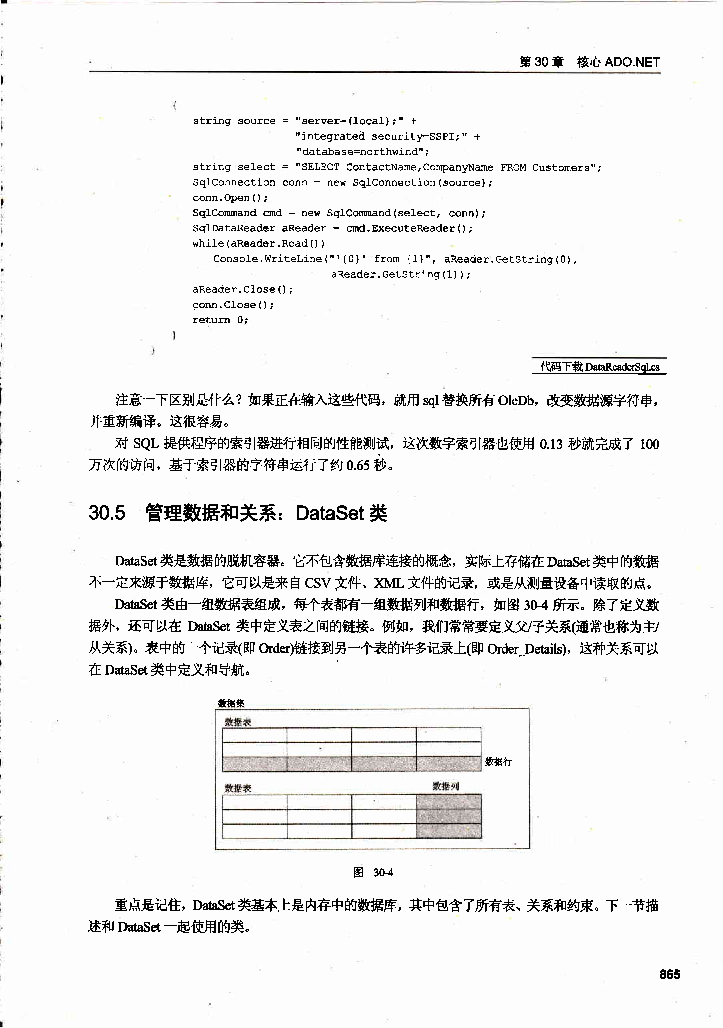 第 30 章 核心 ADO.NET
{
string source = "server=(local);" +
"integrated security=SSPI;" +
"database=northwind";
string select = "SELECT ContactName,CompanyName FROM Customers";
SqlConnection conn = new SqlConnection(source);
conn.Open();
SqlCommand cmd = new SqlCommand(select, conn);
SqlDataReader aReader = cmd.ExecuteReader();
while(aReader.Read())
Console.WriteLine("'{0}' from {1}", aReader.GetString(0),
aReader.GetString(1));
aReader.Close();
conn.Close();
return 0;
}
}
代码下载 DataReaderSql.cs
注意一下区别是什么？如果正在输入这些代码，就用 sql 替换所有 OleDb，改变数据源字符串，
并重新编译。这很容易。
对 SQL 提供程序的索引器进行相同的性能测试，这次数字索引器也使用 0.13 秒就完成了 100
万次的访问，基于索引器的字符串运行了约 0.65 秒。
30.5 管理数据和关系：DataSet 类
DataSet 类是数据的脱机容器。它不包含数据库连接的概念，实际上存储在 DataSet 类中的数据
不一定来源于数据库，它可以是来自 CSV 文件、XML 文件的记录，或是从测量设备中读取的点。
DataSet 类由一组数据表组成，每个表都有一组数据列和数据行，如图 30-4 所示。除了定义数
据外，还可以在 DataSet 类中定义表之间的链接。例如，我们常常要定义父/子关系(通常也称为主/
从关系)。表中的一个记录(即 Order)链接到另一个表的许多记录上(即 Order_Details)，这种关系可以
在 DataSet 类中定义和导航。
数据集
数据表
数据行
数据表 数据列
图 30-4
重点是记住，DataSet 类基本上是内存中的数据库，其中包含了所有表、关系和约束。下一节描
述和 DataSet 一起使用的类。
865